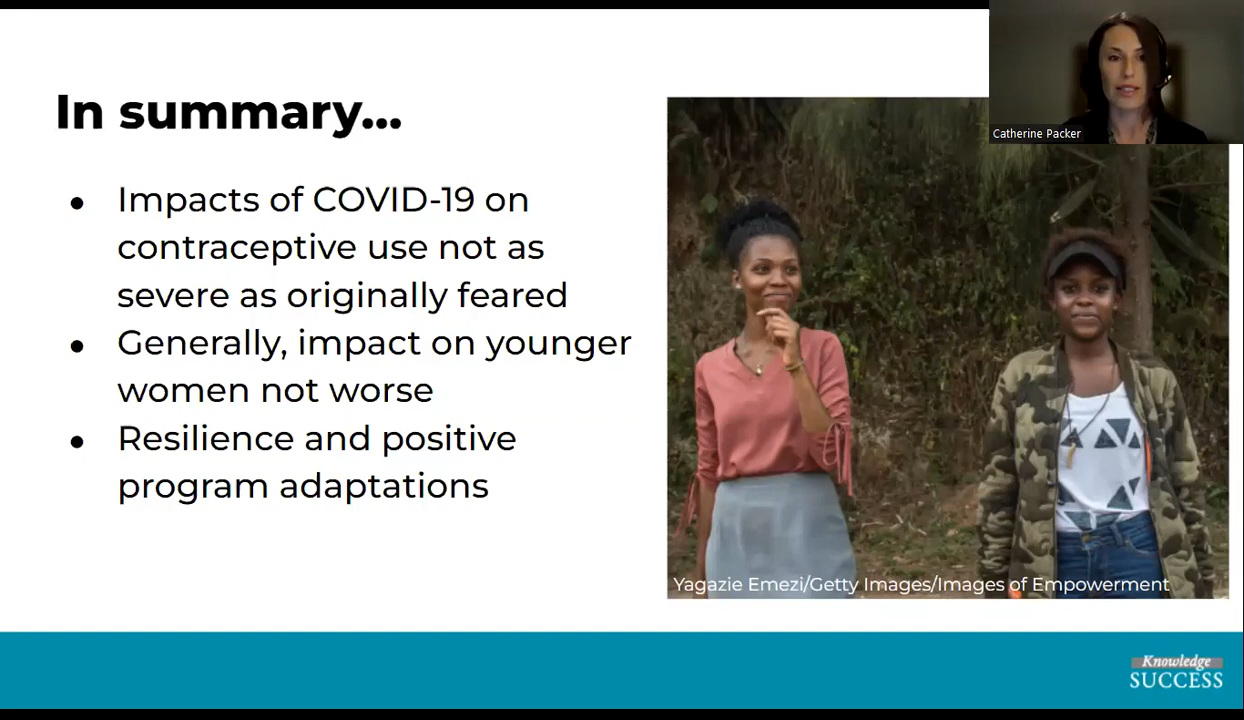 In summary...
● Impacts of COVID-19 on
contraceptive use not as
severe as originally feared
● Generally, impact on younger
women not worse
● Resilience and positive
program adaptations
Catherine Packer
Yagazie Emezi/Getty Images/Images of Empowerment
Knowledge
SUCCESS